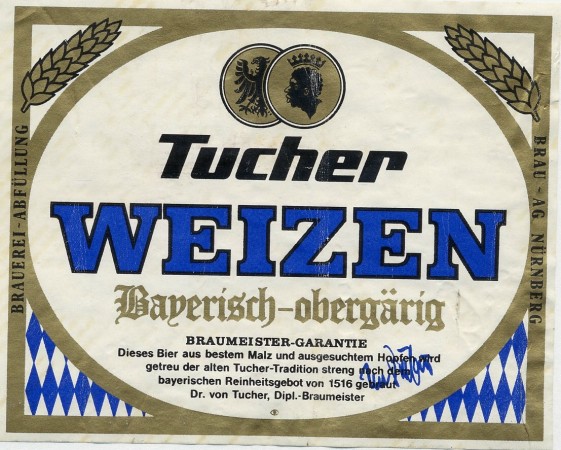 Tucher
WEIZEN
Bayerisch-obergärig
BRAUMEISTER-GARANTIE
Dieses Bier aus bestem Malz und ausgesuchtem Hopfen wird
getreu der alten Tucher-Tradition streng nach dem
bayerischen Reinheitsgebot von 1516 gebraut
Dr. von Tucher, Dipl.-Braumeister
BRAUEREI-ABFÜLLUNG
BRAU-AG NÜRNBERG